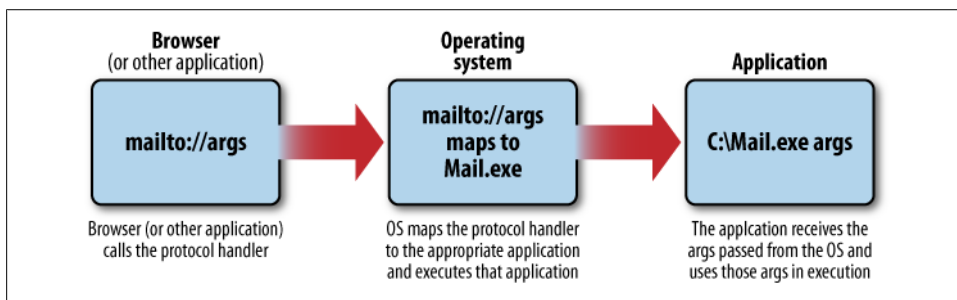 Browser
(or other application)
mailto://args
Browser (or other application)
calls the protocol handler
Operating
system
mailto://args
maps to
Mail.exe
OS maps the protocol handler
to the appropriate application
and executes that application
Application
C:\Mail.exe args
The applcation receives the
args passed from the OS and
uses those args in execution